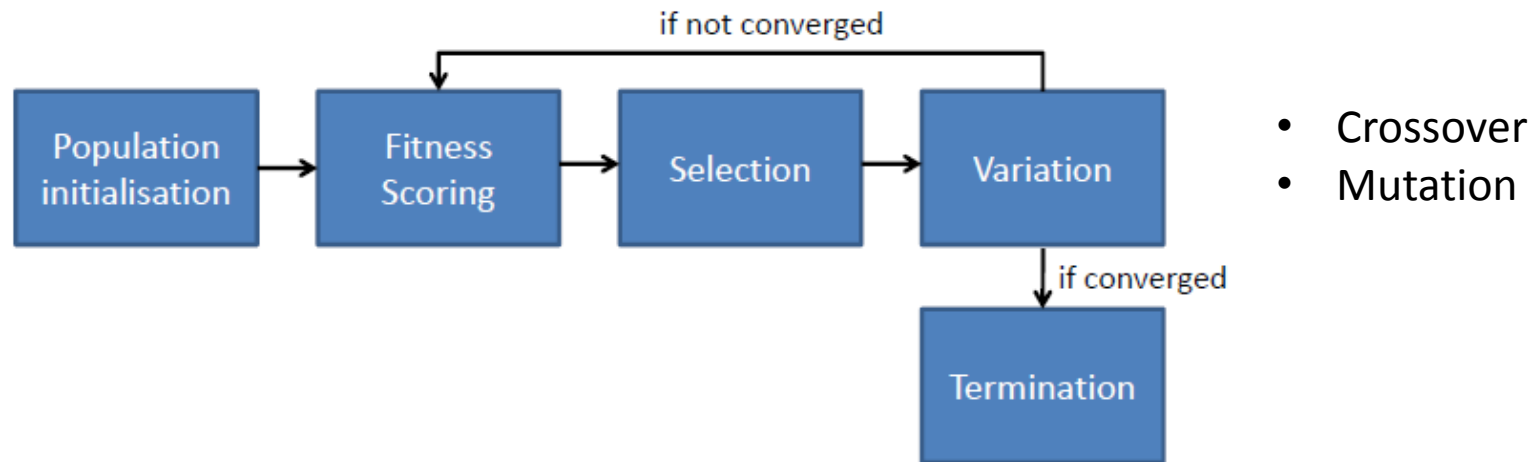 if not converged
Population
initialisation
Fitness
Scoring
Selection
Variation
• Crossover
• Mutation
if converged
Termination